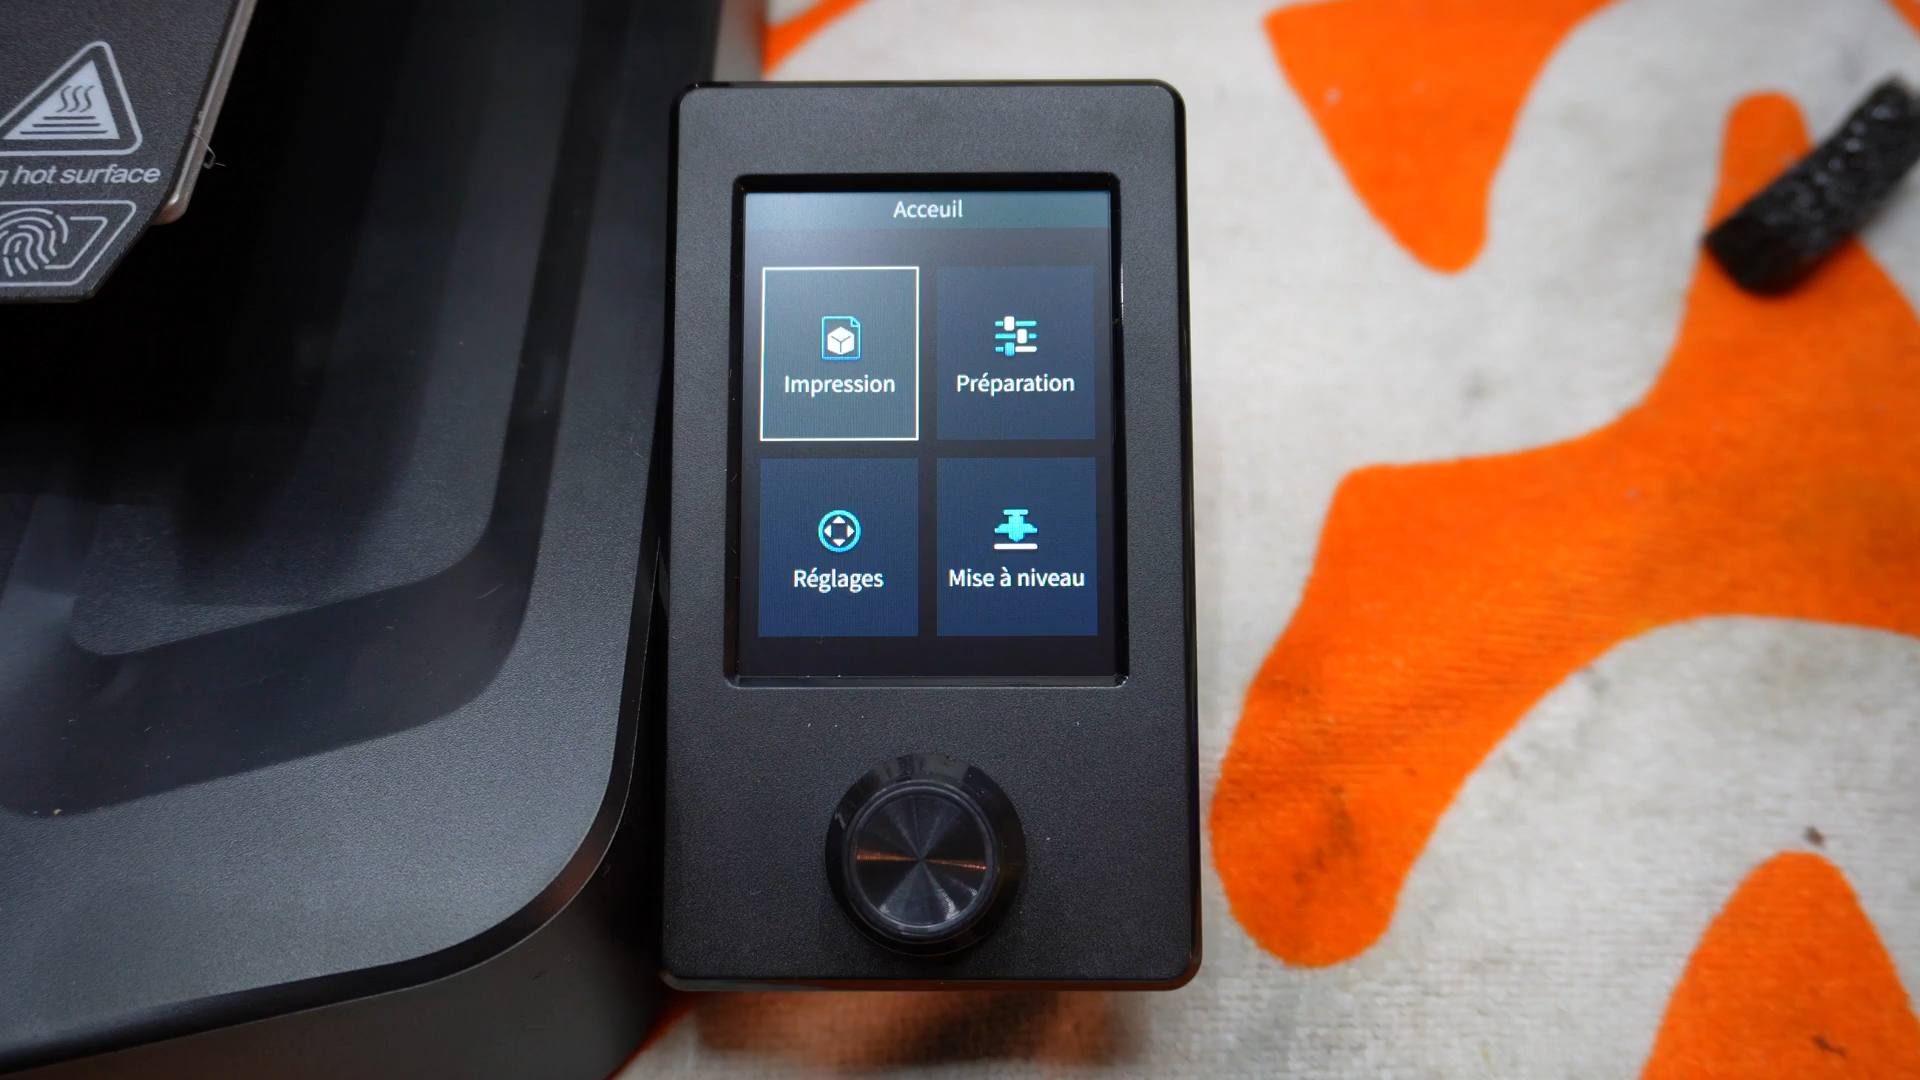 g hot surface
Acceuil
Impression
Préparation
Réglages
Mise à niveau